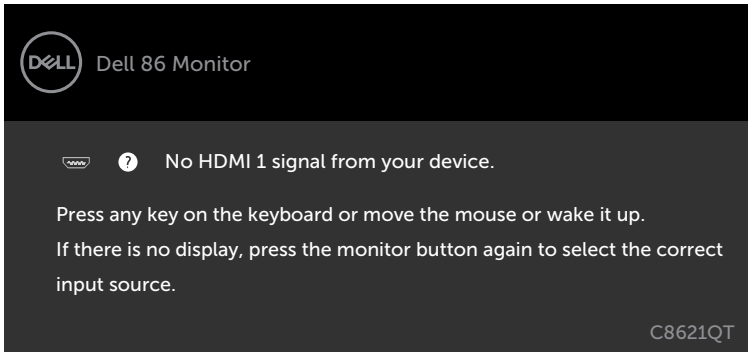 DELL
Dell 86 Monitor
? No HDMI 1 signal from your device.
Press any key on the keyboard or move the mouse or wake it up.
If there is no display, press the monitor button again to select the correct
input source.
C8621QT